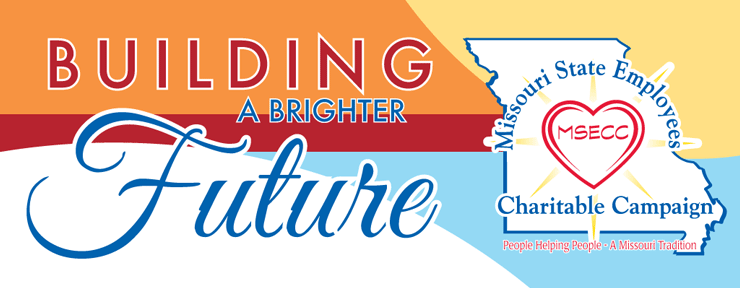 BUILDING
A BRIGHTER
Future
Missouri State Employees
MSECC
Charitable Campaign
People Helping People - A Missouri Tradition